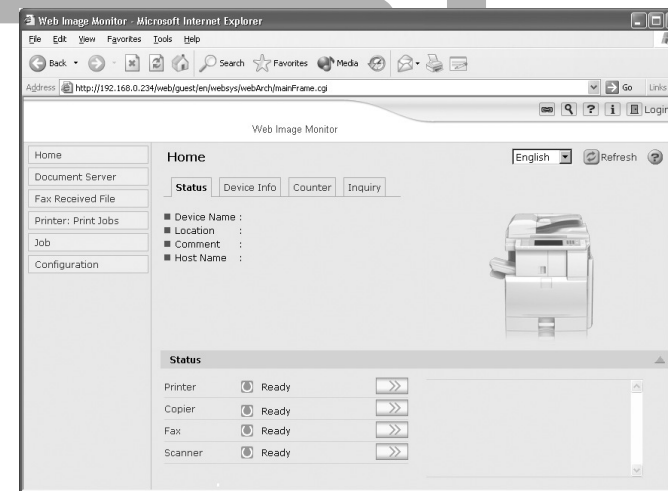 Web Image Monitor - Microsoft Internet Explorer
File Edit View Favorites Tools Help
Back Search Favorites Media
Address http://192.168.0.234/web/guest/en/websys/webArch/mainFrame.cgi Go Links
? i Login
Web Image Monitor
Home
Document Server
Fax Received File
Printer: Print Jobs
Job
Configuration
Home English Refresh ?
Status Device Info Counter Inquiry
Device Name :
Location :
Comment :
Host Name :
Status
Printer Ready
Copier Ready
Fax Ready
Scanner Ready